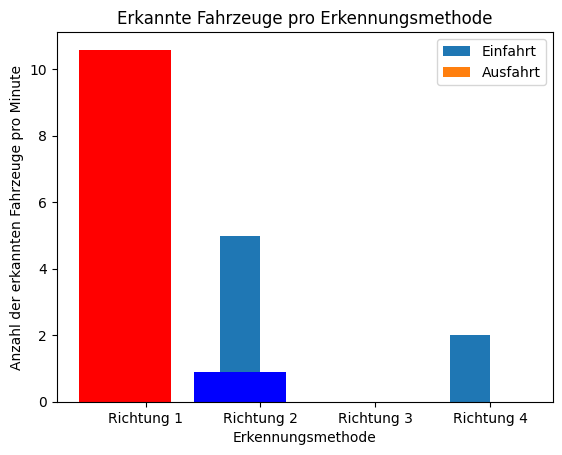 Erkannte Fahrzeuge pro Erkennungsmethode
Einfahrt
Ausfahrt
Anzahl der erkannten Fahrzeuge pro Minute
10
8
6
4
2
0
Richtung 1 Richtung 2 Richtung 3 Richtung 4
Erkennungsmethode